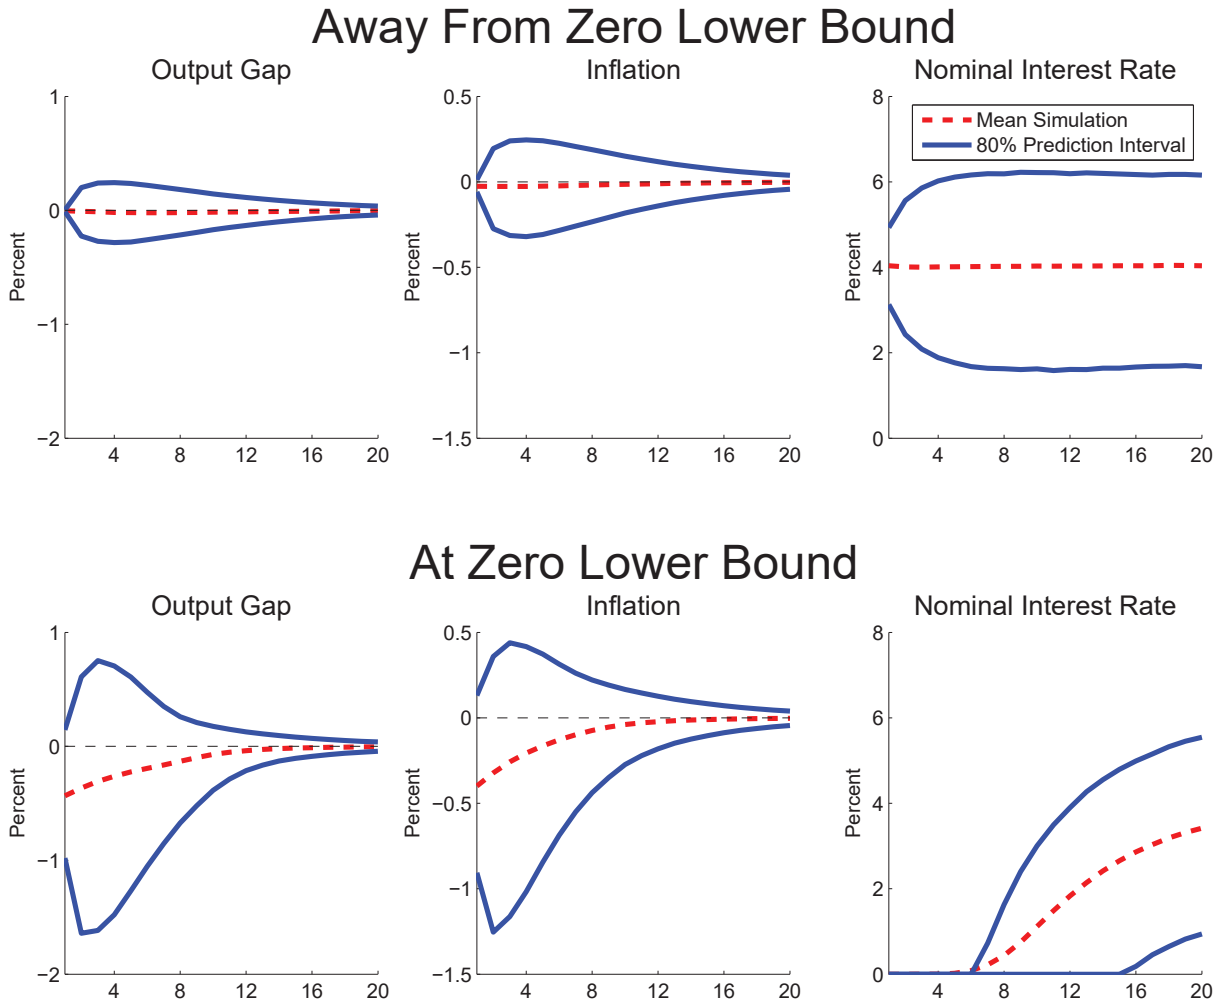 Away From Zero Lower Bound
Output Gap
Inflation
Nominal Interest Rate
1
0
−1
−2
Percent
4 8 12 16 20
0.5
0
−0.5
−1
−1.5
Percent
4 8 12 16 20
8
6
4
2
0
Percent
4 8 12 16 20
Mean Simulation
80% Prediction Interval
At Zero Lower Bound
Output Gap
Inflation
Nominal Interest Rate
1
0
−1
−2
Percent
4 8 12 16 20
0.5
0
−0.5
−1
−1.5
Percent
4 8 12 16 20
8
6
4
2
0
Percent
4 8 12 16 20